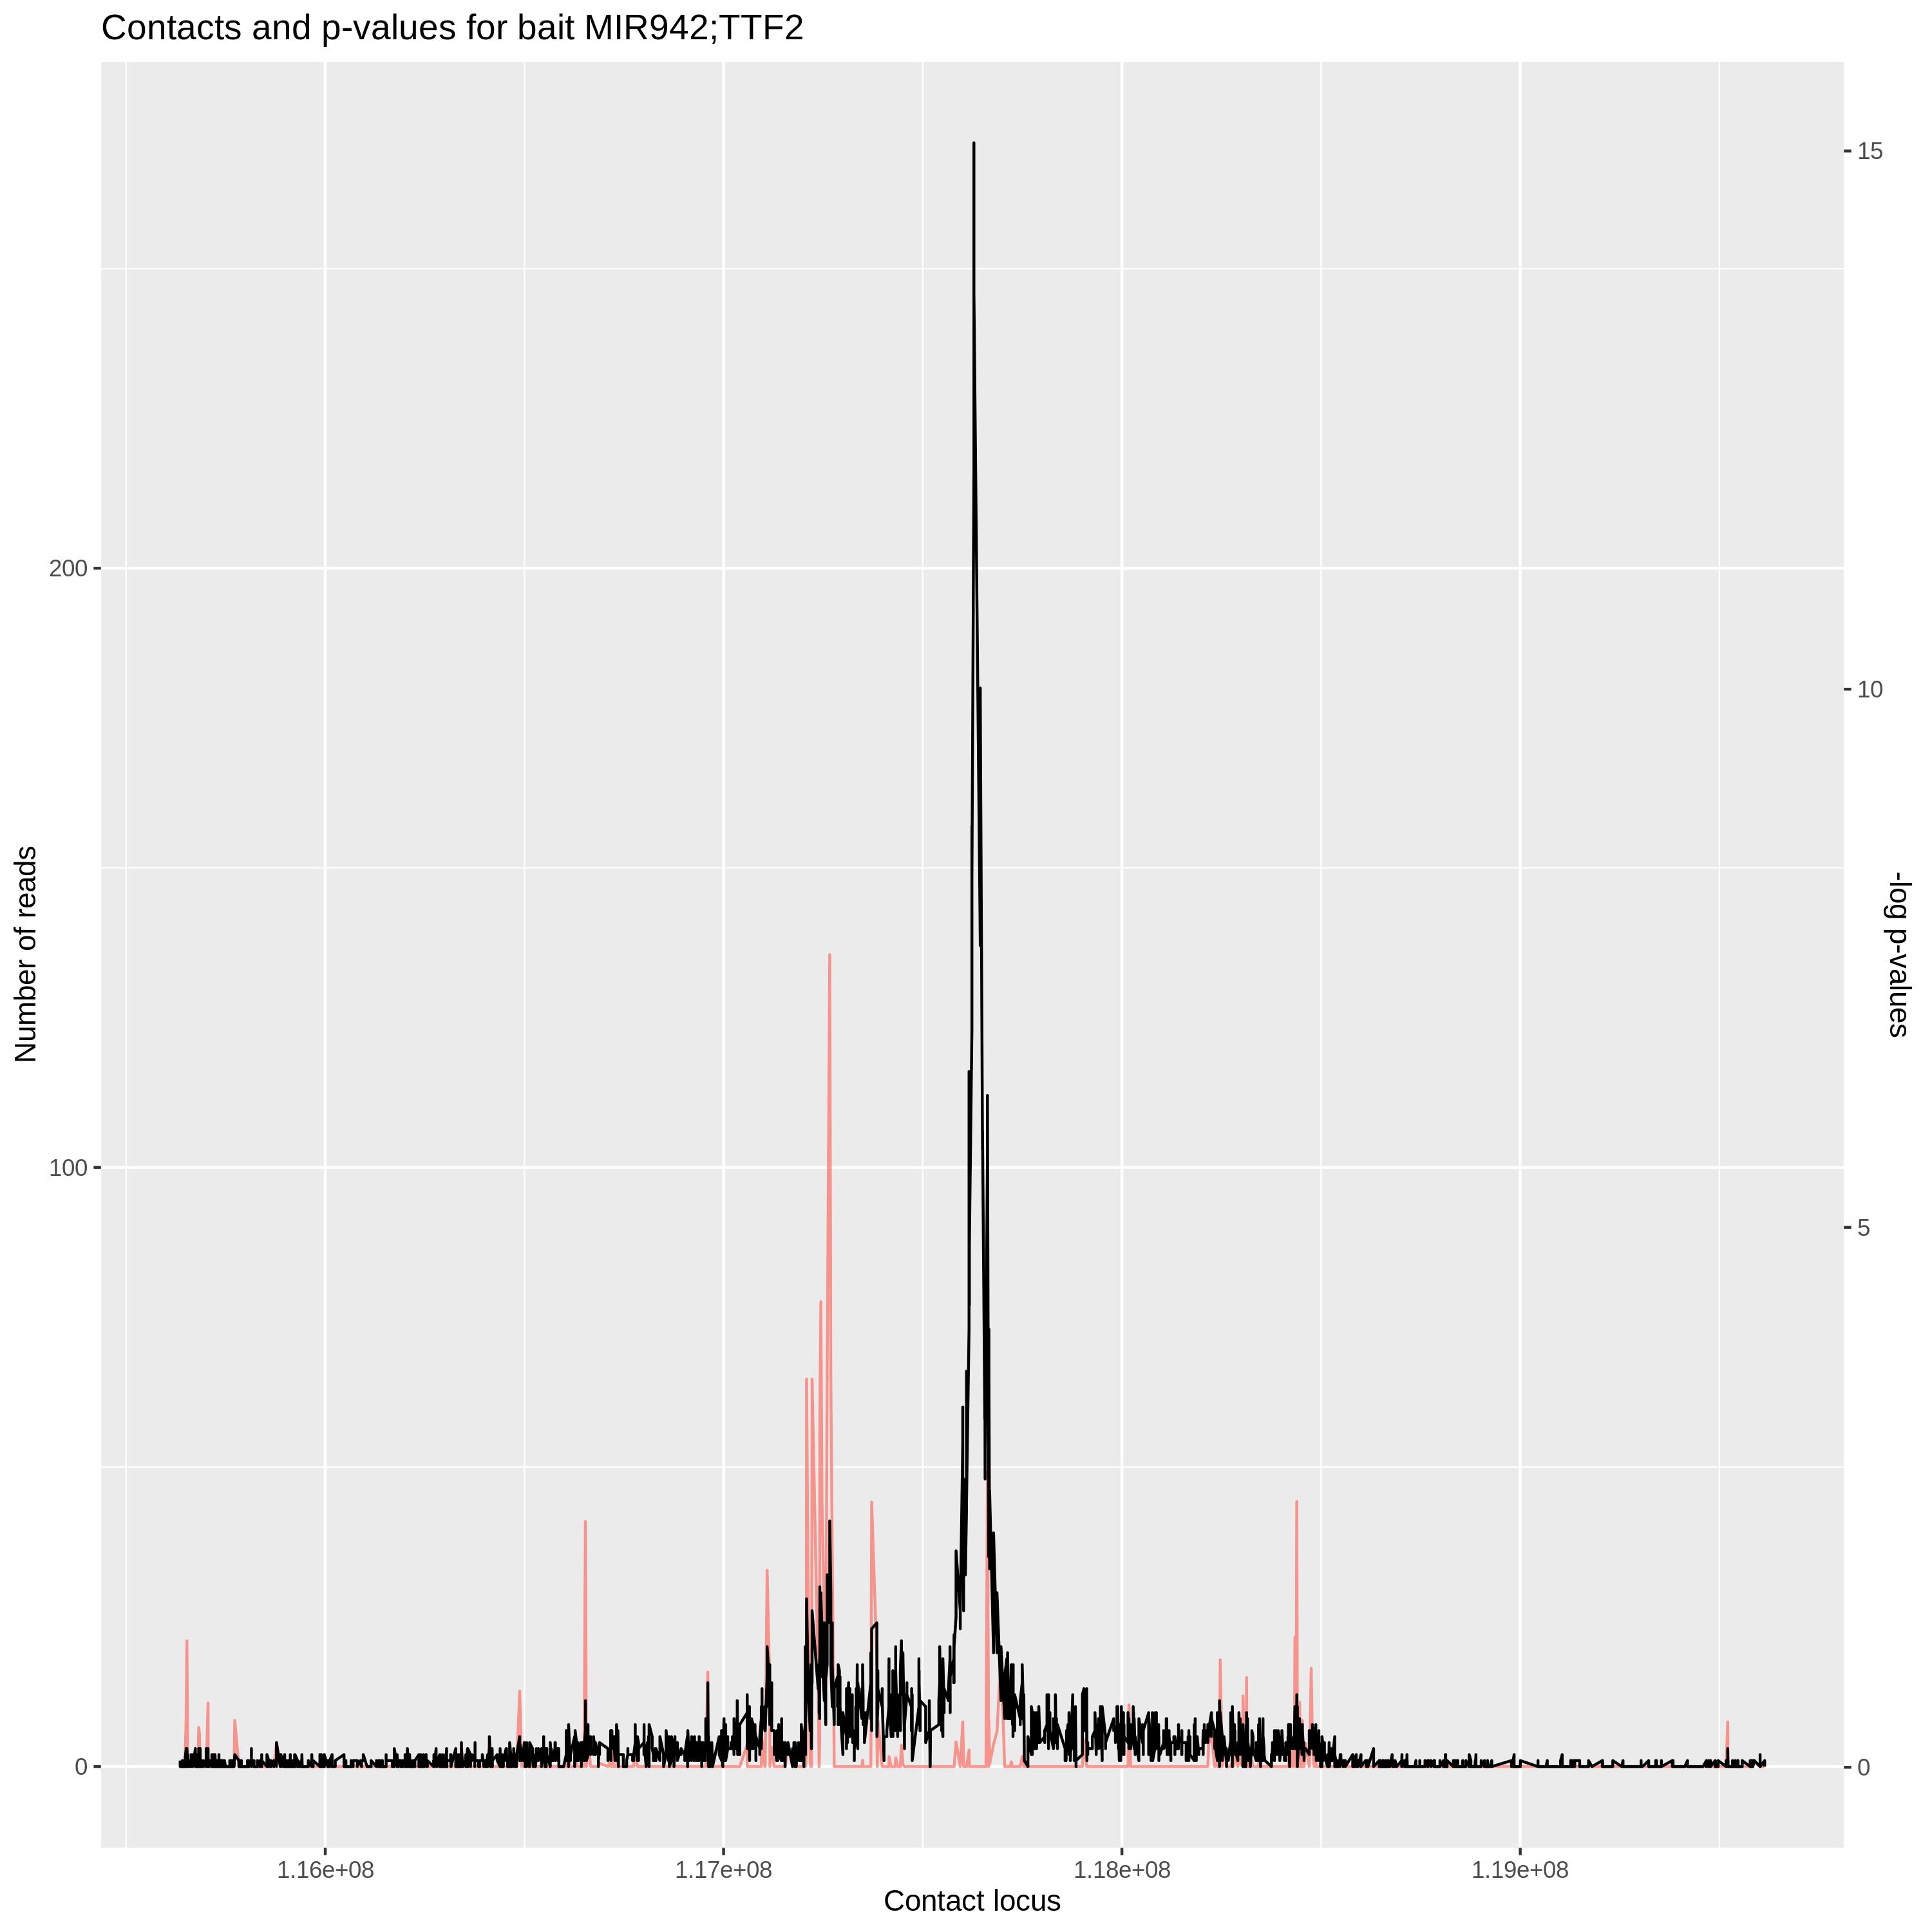 Contacts and p-values for bait MIR942;TTF2
15
200
10
Number of reads
-log p-values
100
5
0
0
1.16e+08
1.17e+08
1.18e+08
1.19e+08
Contact locus